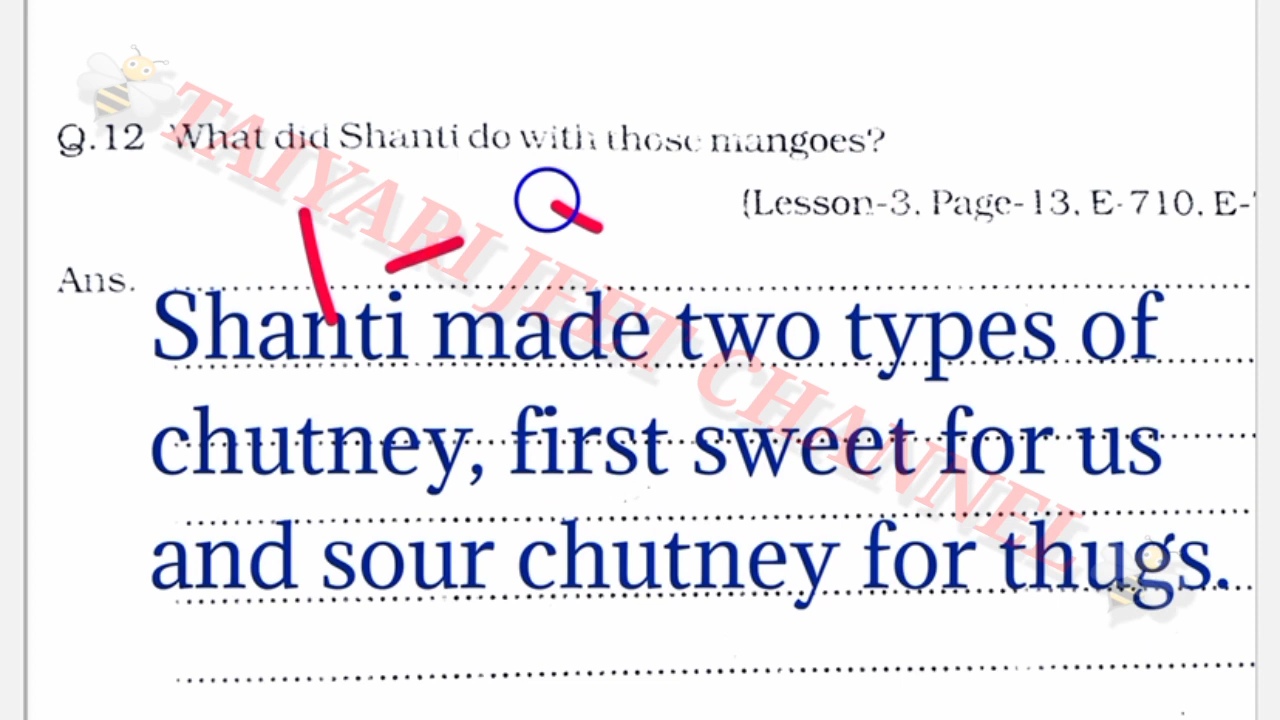 Q.12 What did Shanti do with those mangoes?
(Lesson-3. Page-13. E-710. E-
Ans.
Shanti made two types of
chutney, first sweet for us
and sour chutney for thugs.
TAIYARI JEET CHANNEL